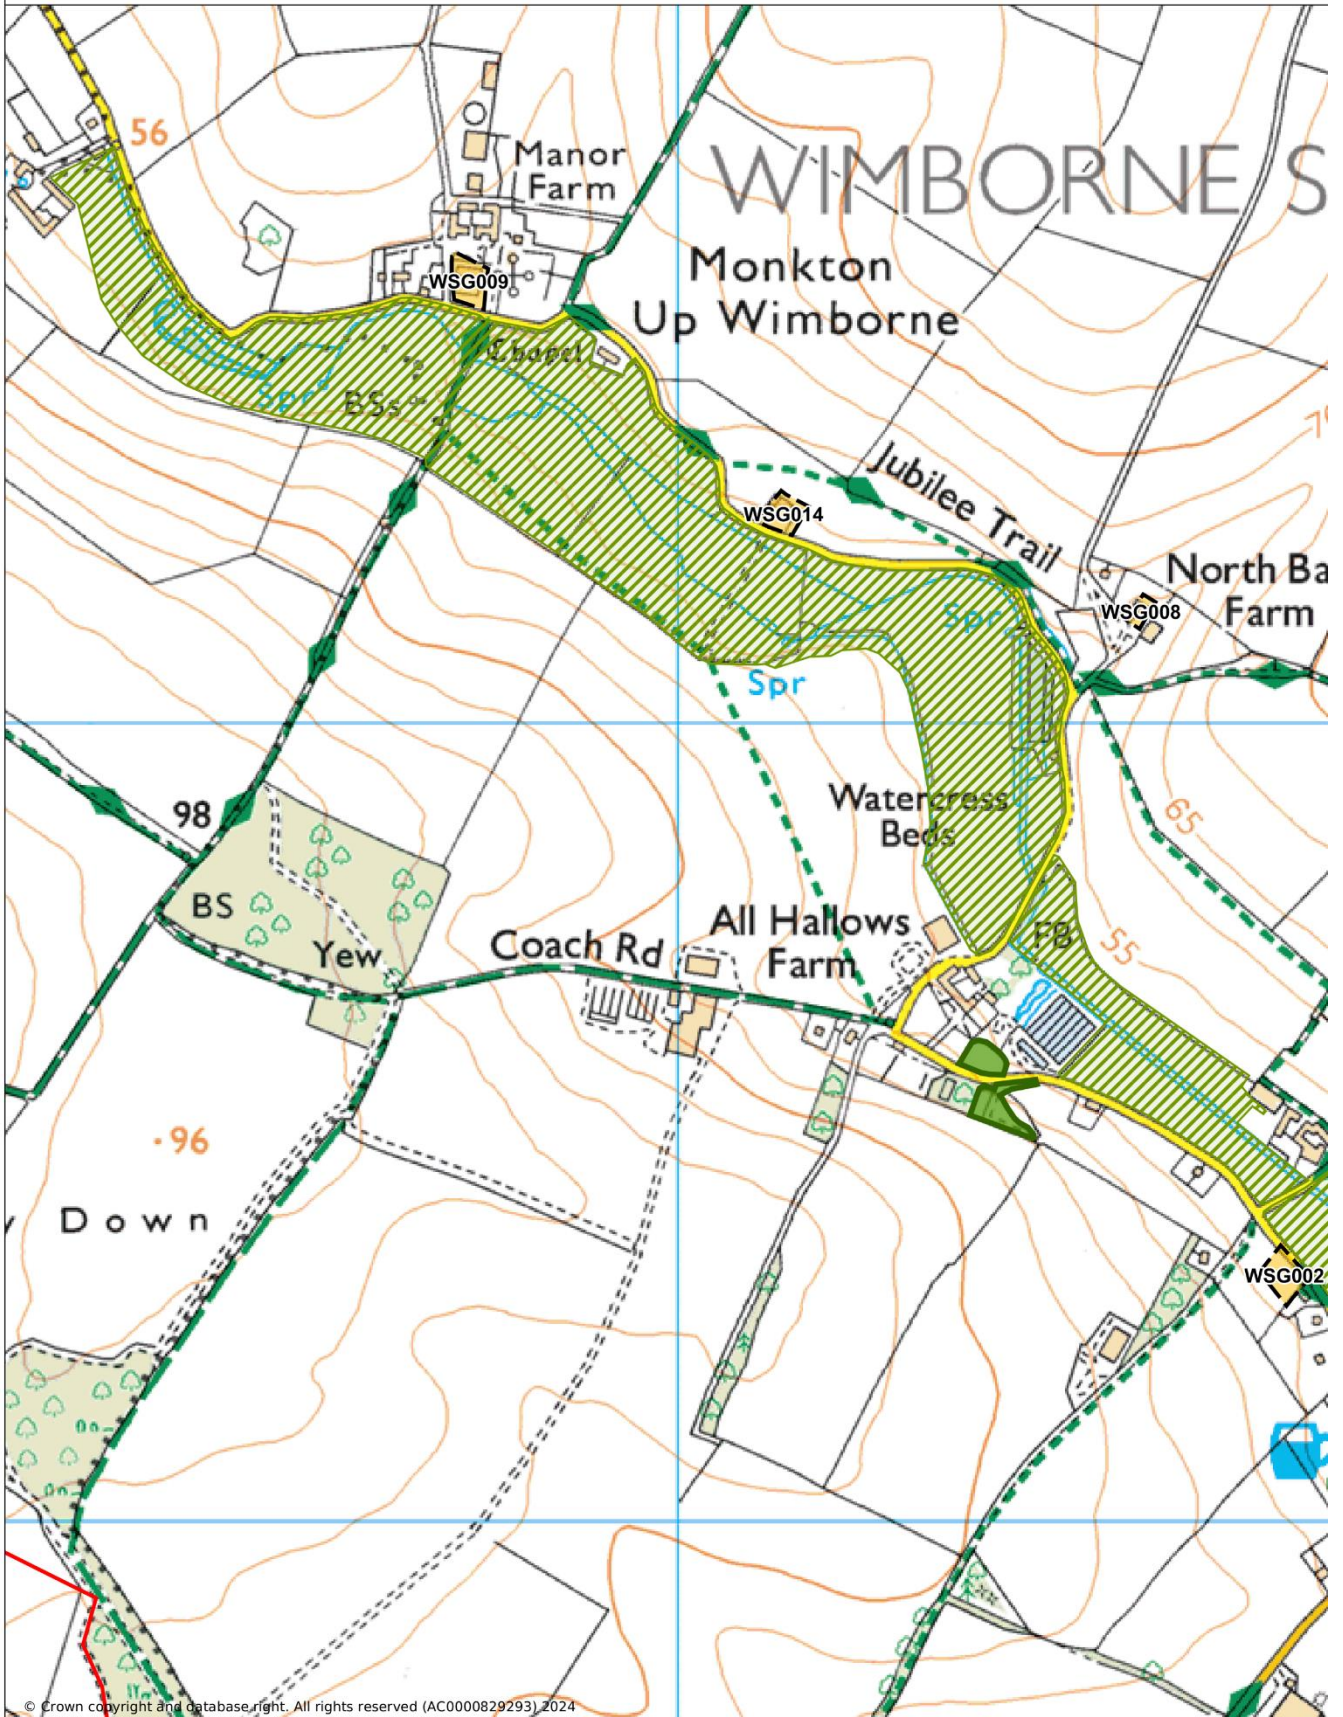 56
Manor
Farm
WIMBORNE S
WSG009
Monkton
Up Wimborne
Chapel
Spr
BSs
Jubilee Trail
WSG014
North Ba
Farm
WSG008
Spr
Spr
98
Watercress
Beds
65
BS
Yew
Coach Rd
All Hallows
Farm
FB
55
96
Down
WSG002
© Crown copyright and database right. All rights reserved (AC0000829293) 2024